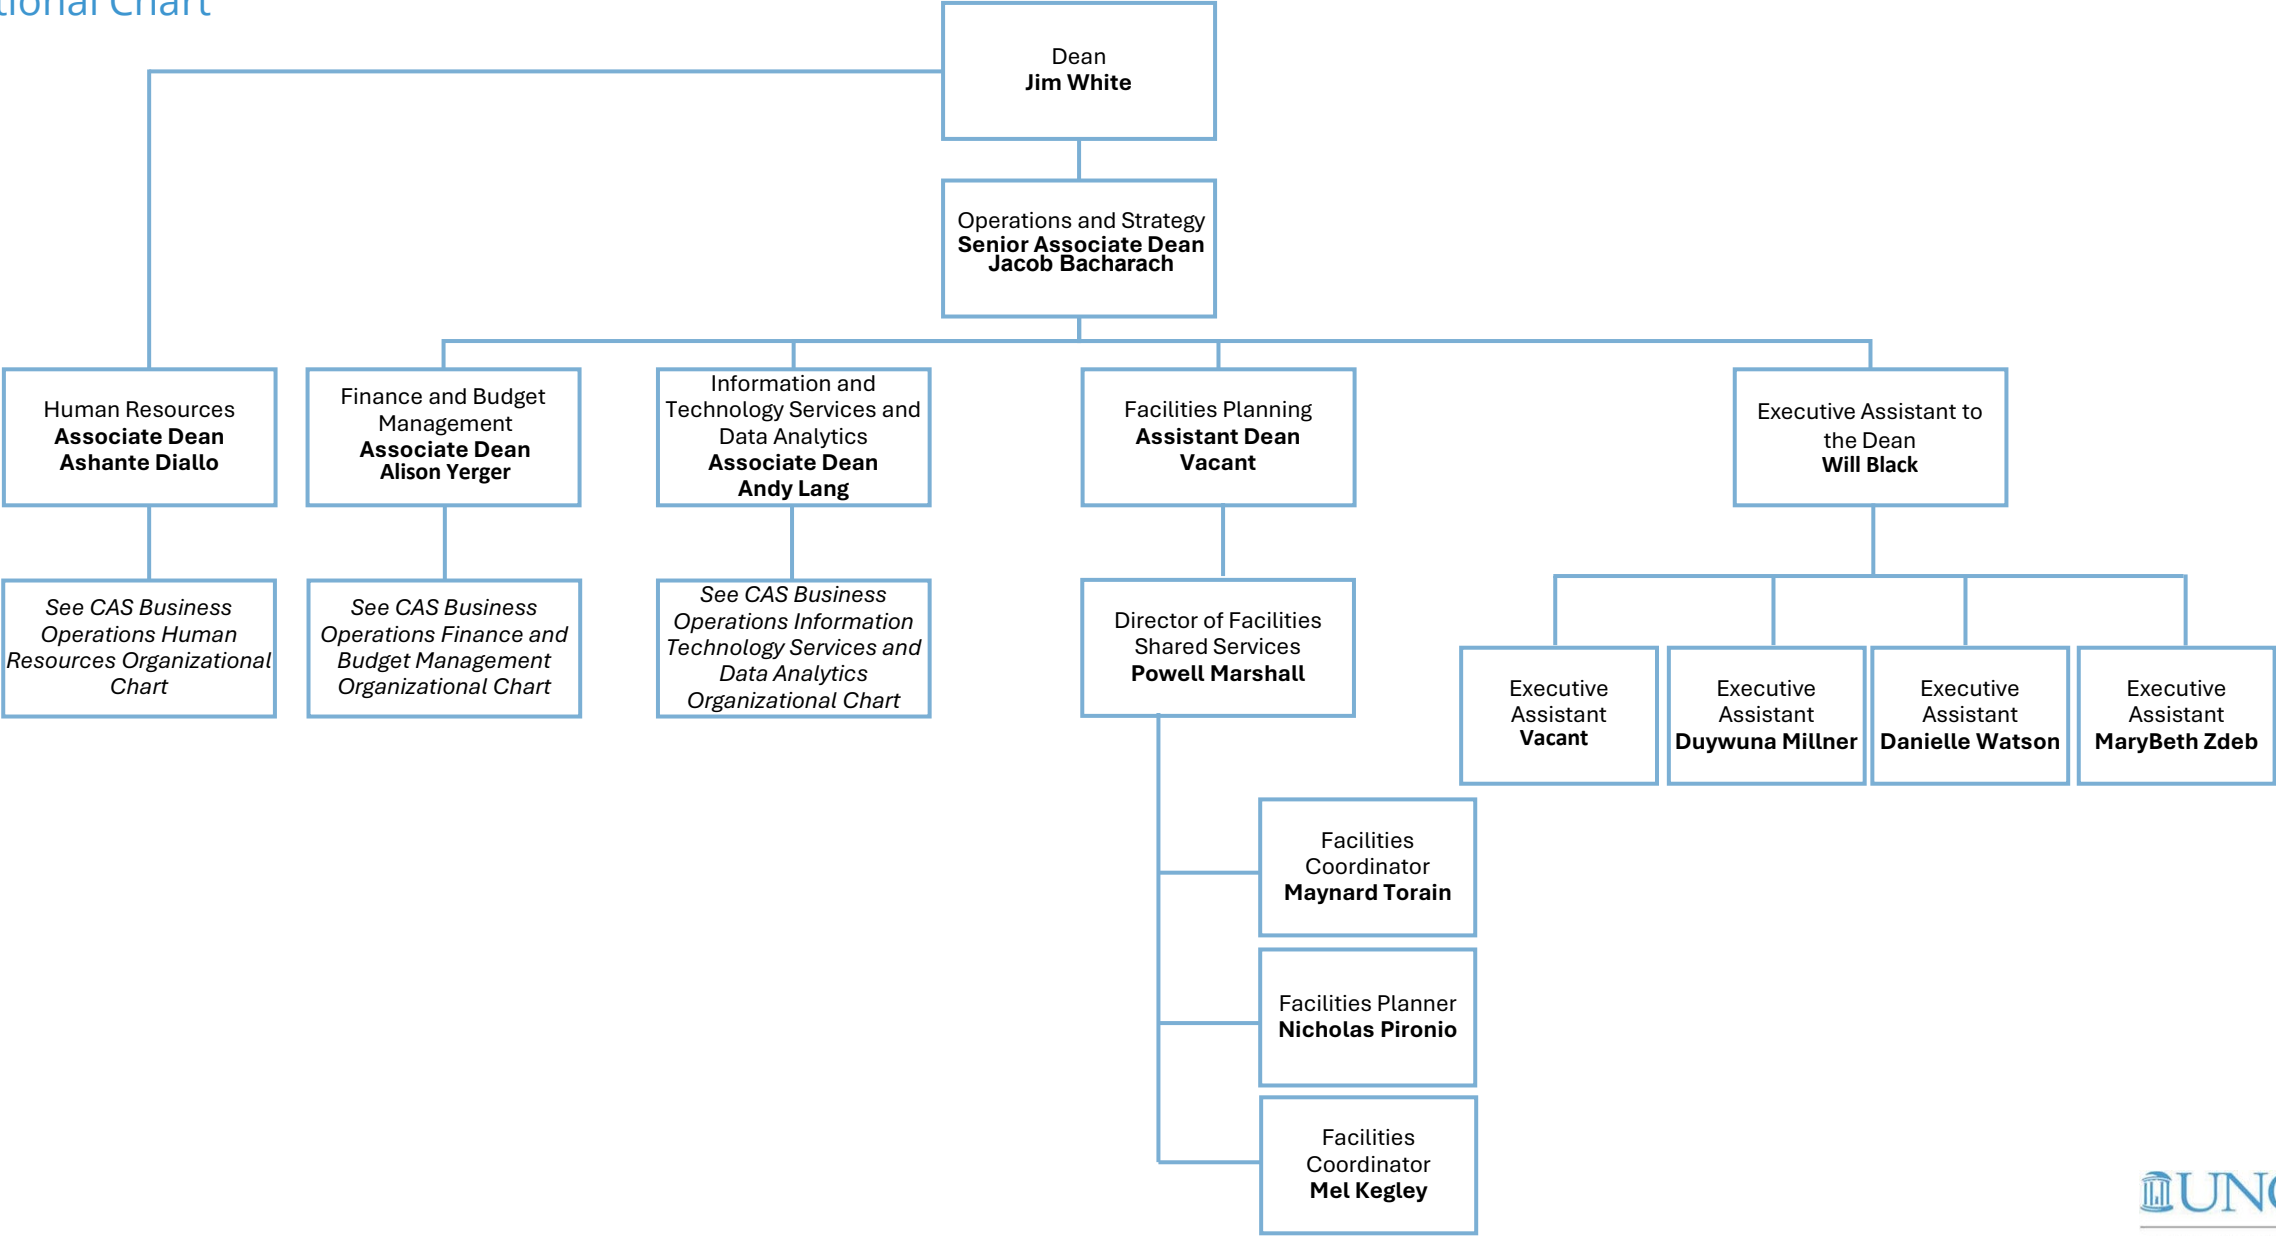 Chart
Dean
Jim White
Operations and Strategy
Senior Associate Dean
Jacob Bacharach
Human Resources
Associate Dean
Ashante Diallo
Finance and Budget
Management
Associate Dean
Alison Yerger
Information and
Technology Services and
Data Analytics
Associate Dean
Andy Lang
Facilities Planning
Assistant Dean
Vacant
Executive Assistant to
the Dean
Will Black
See CAS Business
Operations Human
Resources Organizational
Chart
See CAS Business
Operations Finance and
Budget Management
Organizational Chart
See CAS Business
Operations Information
Technology Services and
Data Analytics
Organizational Chart
Director of Facilities
Shared Services
Powell Marshall
Executive
Assistant
Vacant
Executive
Assistant
Duywuna Millner
Executive
Assistant
Danielle Watson
Executive
Assistant
MaryBeth Zdeb
Facilities
Coordinator
Maynard Torain
Facilities Planner
Nicholas Pironio
Facilities
Coordinator
Mel Kegley
UNC